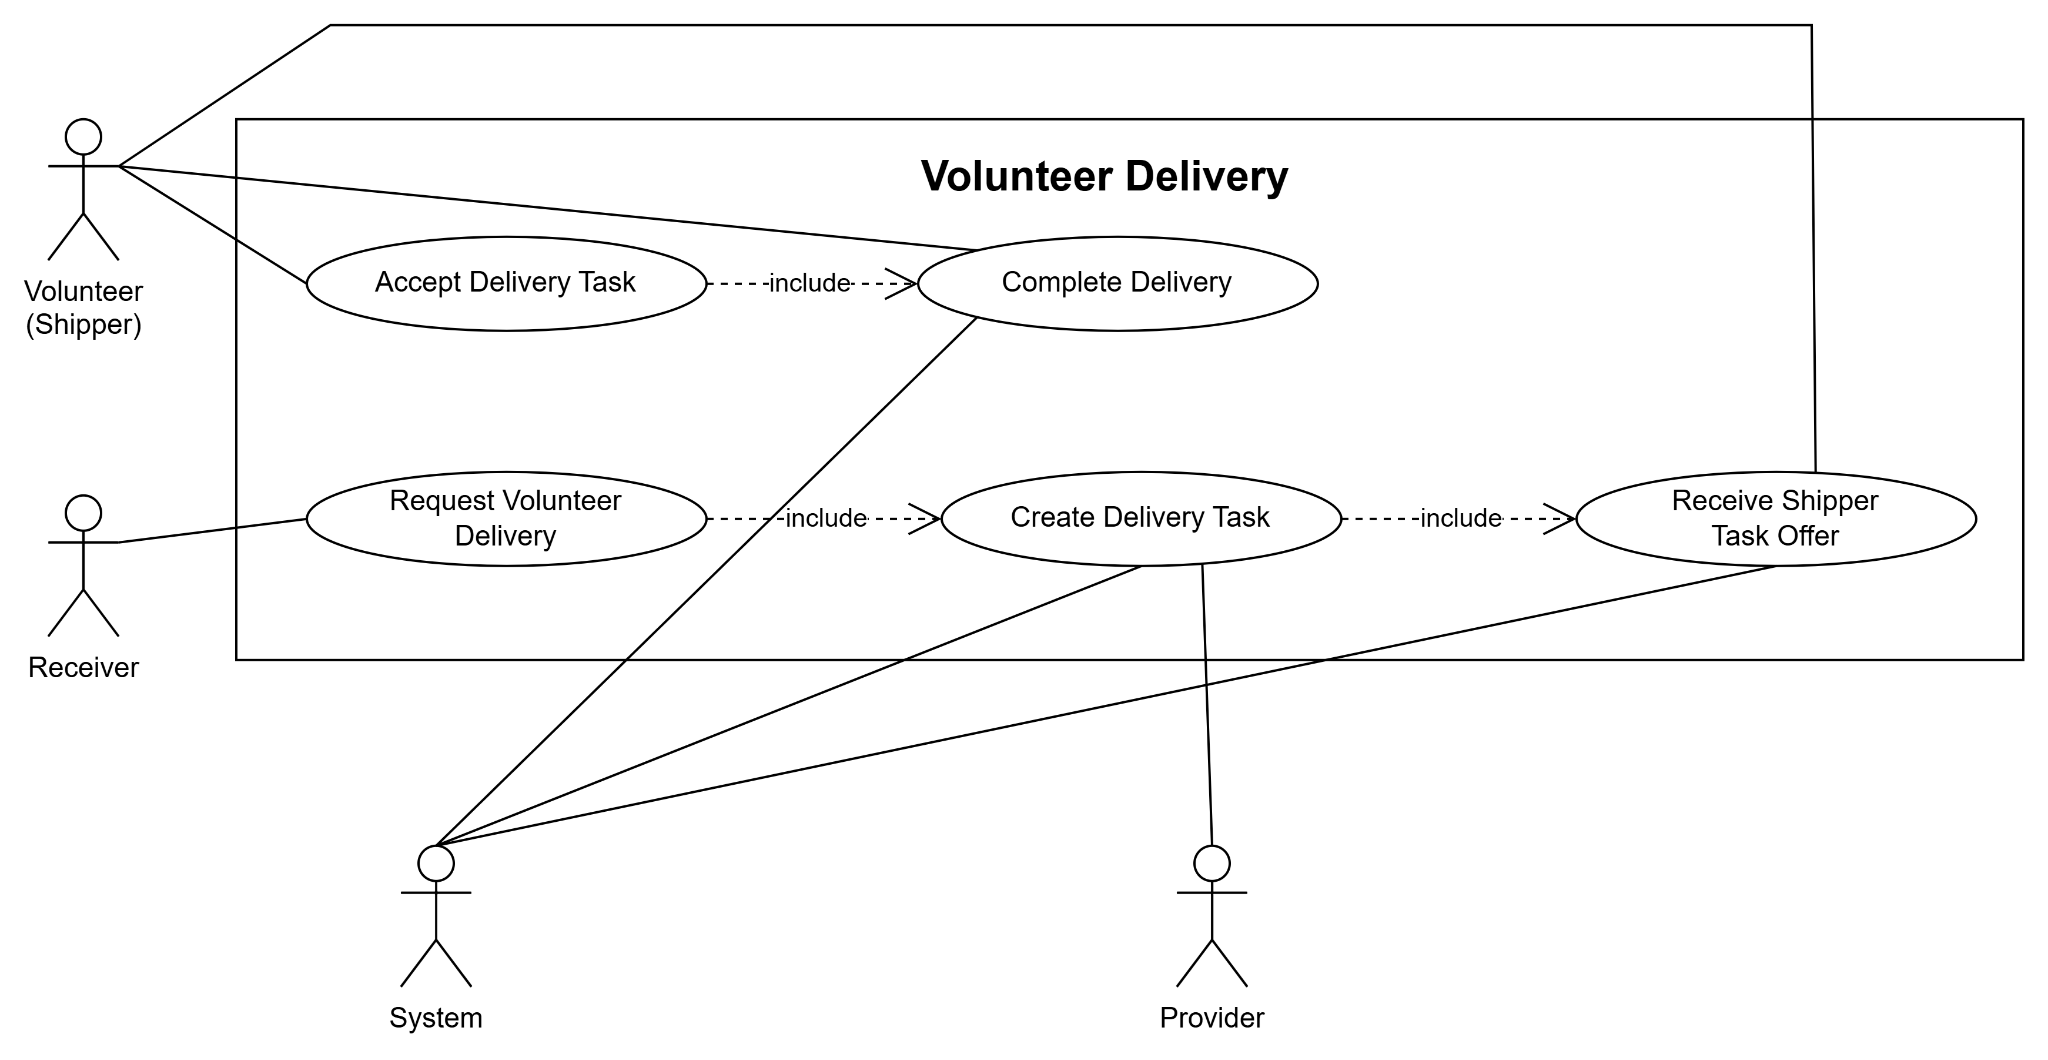 Volunteer Delivery
Volunteer
(Shipper)
Accept Delivery Task
include
Complete Delivery
Receiver
Request Volunteer
Delivery
include
Create Delivery Task
include
Receive Shipper
Task Offer
System
Provider